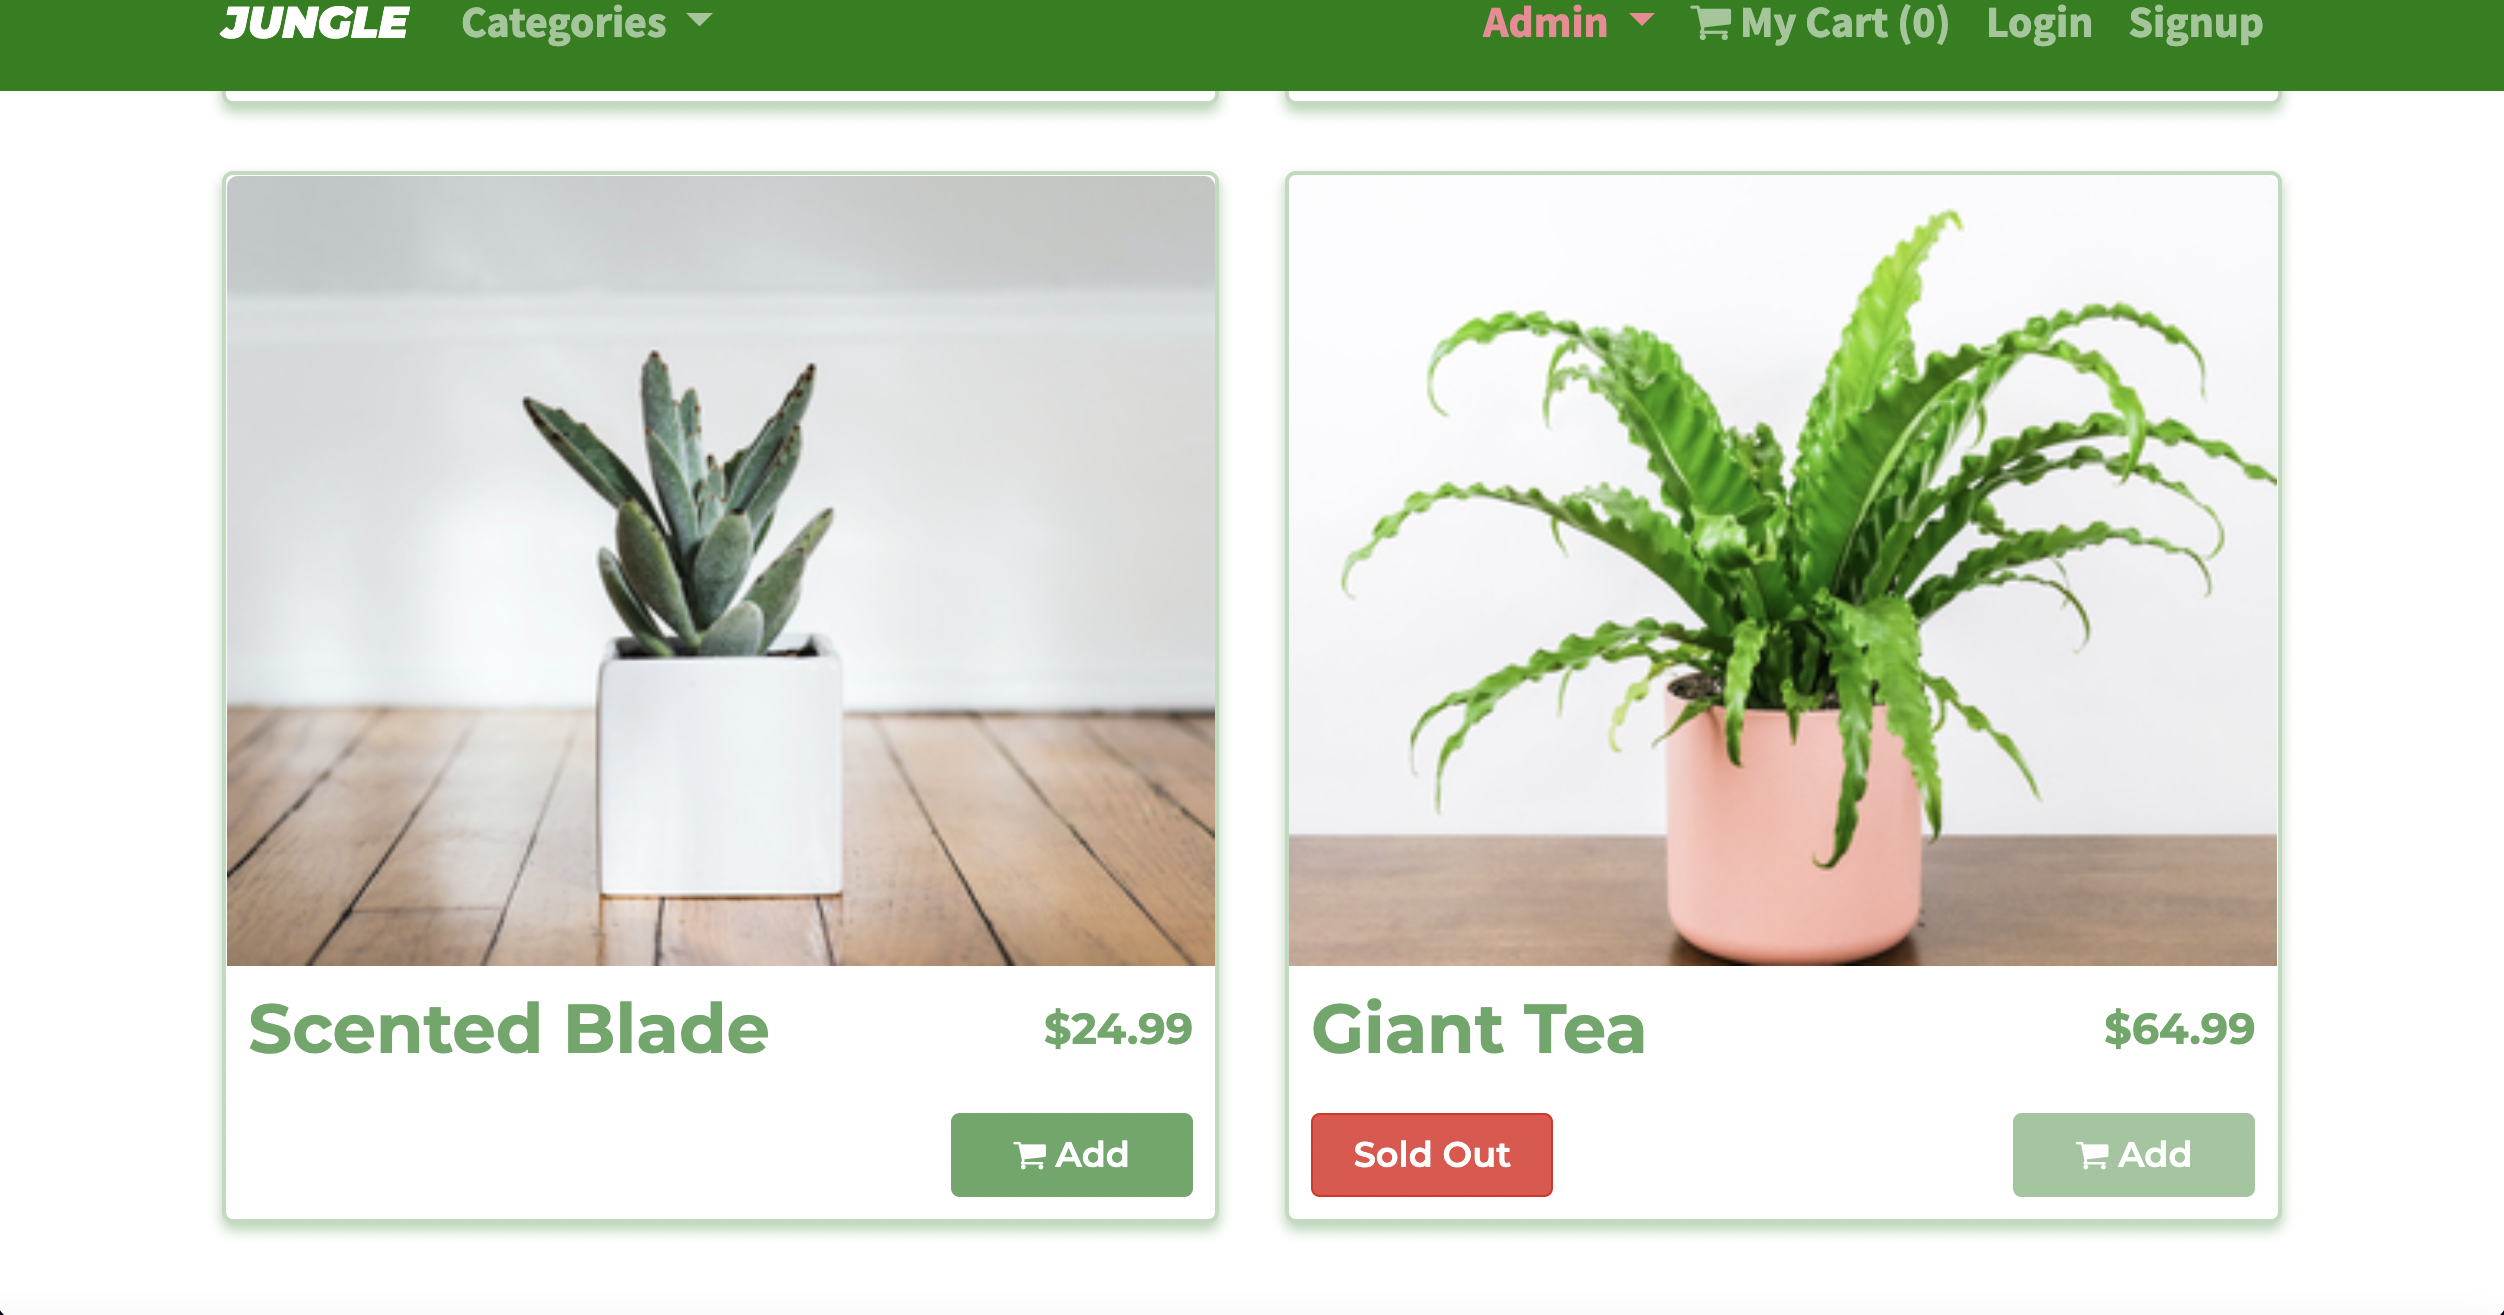 JUNGLE Categories Admin My Cart (0) Login Signup
Scented Blade $24.99
Add
Giant Tea $64.99
Sold Out Add